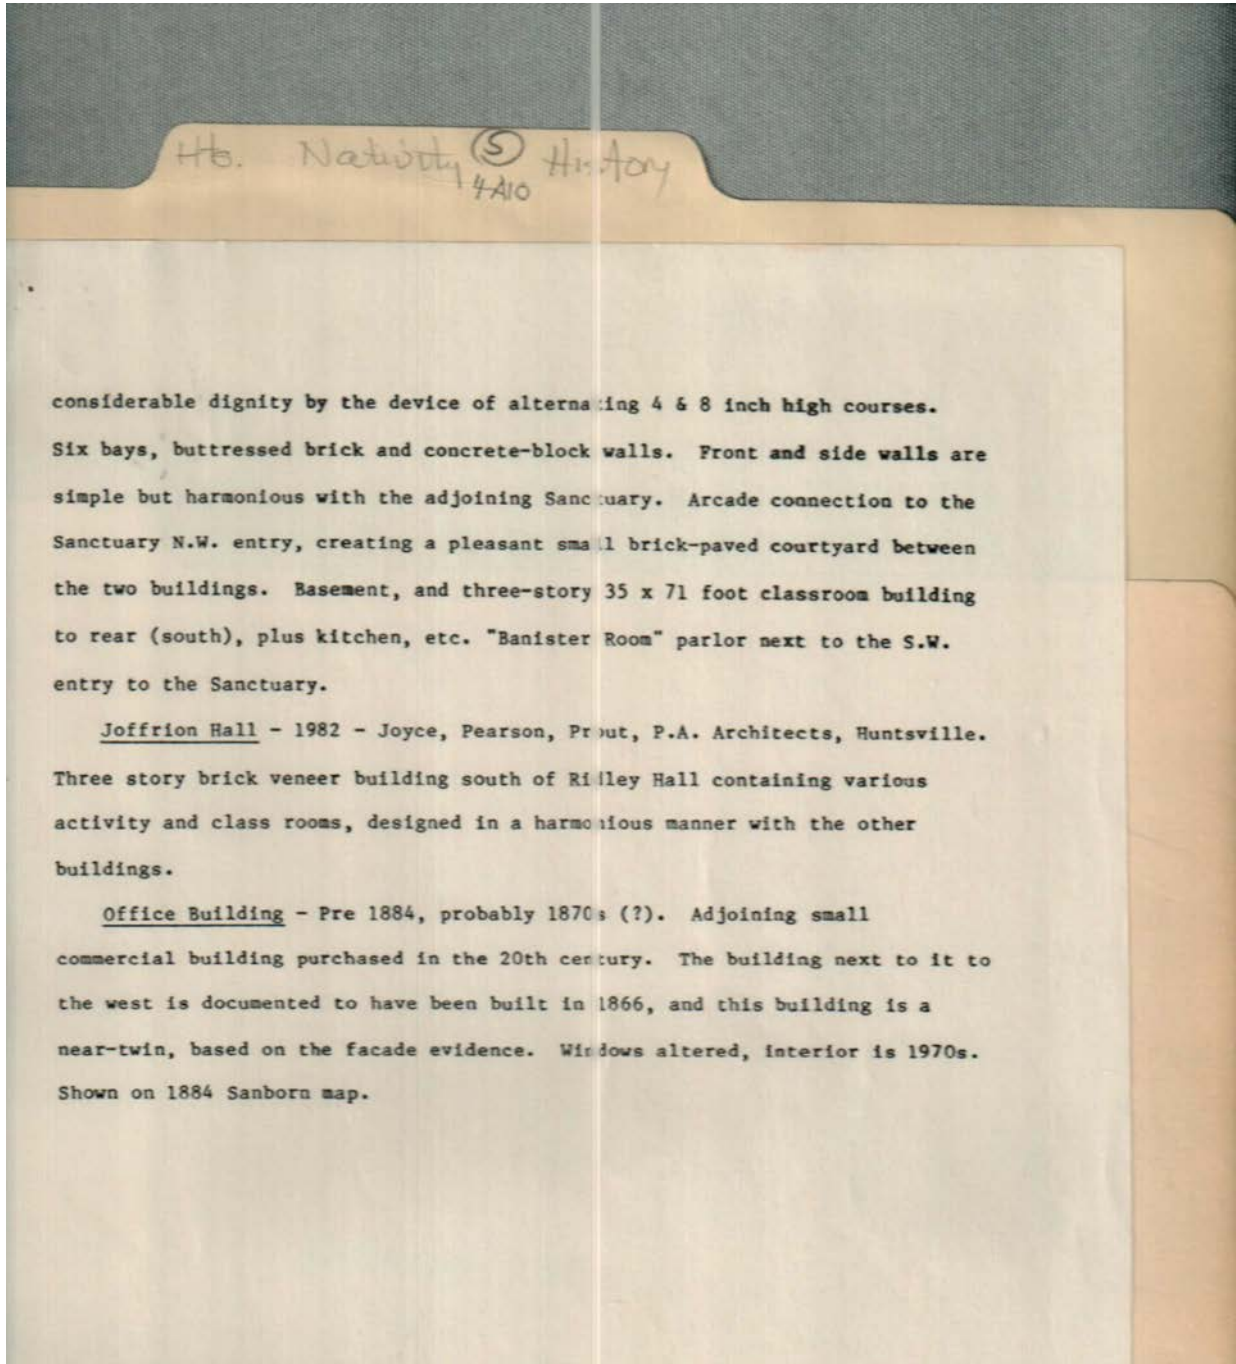 Hts. Nativity (5) History
4A10
considerable dignity by the device of alternating 4 & 8 inch high courses.
Six bays, buttressed brick and concrete-block walls. Front and side walls are
simple but harmonious with the adjoining Sanctuary. Arcade connection to the
Sanctuary N.W. entry, creating a pleasant small brick-paved courtyard between
the two buildings. Basement, and three-story 35 x 71 foot classroom building
to rear (south), plus kitchen, etc. "Banister Room" parlor next to the S.W.
entry to the Sanctuary.
Joffrion Hall - 1982 - Joyce, Pearson, Prout, P.A. Architects, Huntsville.
Three story brick veneer building south of Ridley Hall containing various
activity and class rooms, designed in a harmonious manner with the other
buildings.
Office Building - Pre 1884, probably 1870s (?). Adjoining small
commercial building purchased in the 20th century. The building next to it to
the west is documented to have been built in 1866, and this building is a
near-twin, based on the facade evidence. Windows altered, interior is 1970s.
Shown on 1884 Sanborn map.